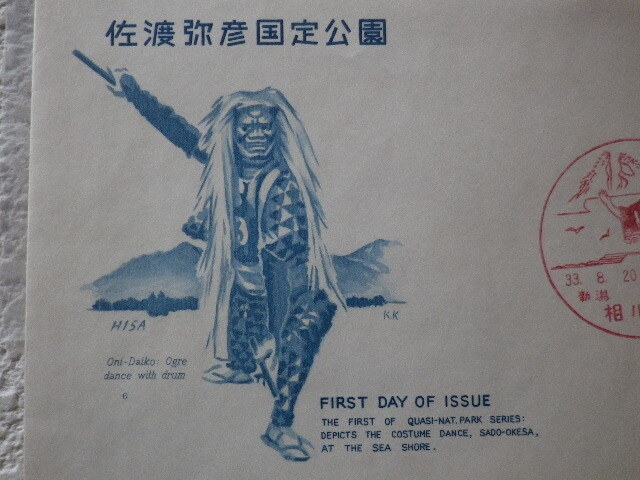 佐渡弥彦国定公園
HISA
K.K
Oni-Daiko: Ogre
dance with drum
6
FIRST DAY OF ISSUE
THE FIRST OF QUASI-NAT. PARK SERIES:
DEPICTS THE COSTUME DANCE, SADO-OKESA,
AT THE SEA SHORE.
33. 8. 20
新潟
相川